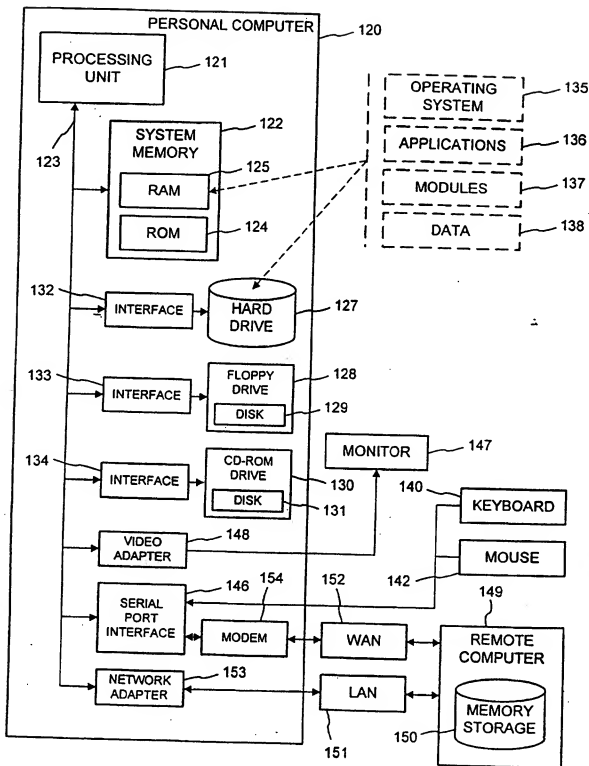 PERSONAL COMPUTER
120
PROCESSING
UNIT
121
123
SYSTEM
MEMORY
122
RAM
125
ROM
124
OPERATING
SYSTEM
135
APPLICATIONS
136
MODULES
137
DATA
138
132
INTERFACE
HARD
DRIVE
127
133
INTERFACE
FLOPPY
DRIVE
128
DISK
129
134
INTERFACE
CD-ROM
DRIVE
130
DISK
131
MONITOR
147
140
KEYBOARD
MOUSE
142
VIDEO
ADAPTER
148
146
SERIAL
PORT
INTERFACE
154
MODEM
152
WAN
149
REMOTE
COMPUTER
MEMORY
STORAGE
150
NETWORK
ADAPTER
153
LAN
151